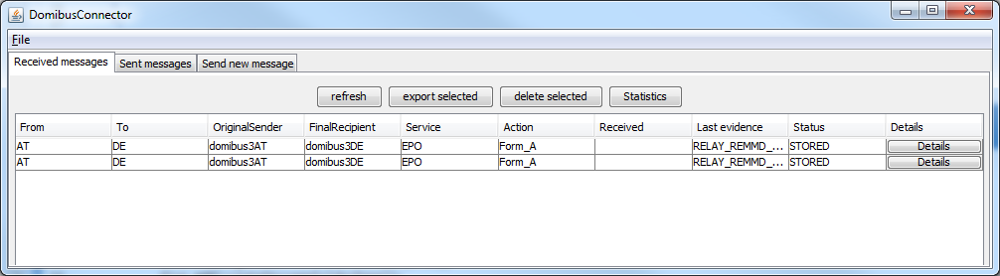 DomibusConnector
File
Received messages Sent messages Send new message
refresh export selected delete selected Statistics
From To OriginalSender FinalRecipient Service Action Received Last evidence Status Details
AT DE domibus3AT domibus3DE EPO Form_A RELAY_REMMD_... STORED Details
AT DE domibus3AT domibus3DE EPO Form_A RELAY_REMMD_... STORED Details